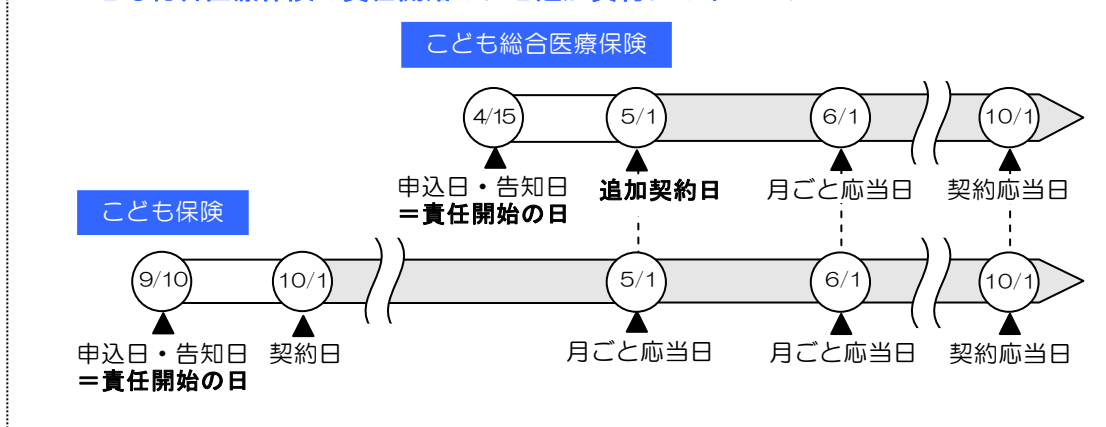 こども総合医療保険
4/15 5/1 6/1 10/1
申込日・告知日 追加契約日 月ごと応当日 契約応当日
＝責任開始の日
こども保険
9/10 10/1 5/1 6/1 10/1
申込日・告知日 契約日 月ごと応当日 月ごと応当日 契約応当日
＝責任開始の日